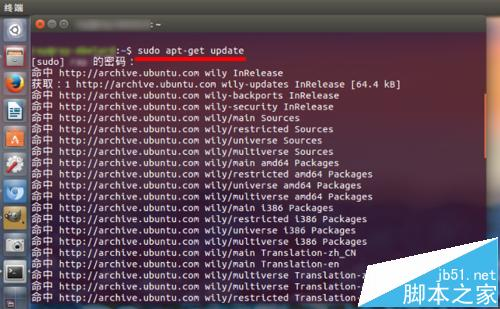 终端
:~$ sudo apt-get update
[sudo] 的密码：
命中 http://archive.ubuntu.com wily InRelease
获取：1 http://archive.ubuntu.com wily-updates InRelease [64.4 kB]
命中 http://archive.ubuntu.com wily-backports InRelease
命中 http://archive.ubuntu.com wily-security InRelease
命中 http://archive.ubuntu.com wily/main Sources
命中 http://archive.ubuntu.com wily/restricted Sources
命中 http://archive.ubuntu.com wily/universe Sources
命中 http://archive.ubuntu.com wily/multiverse Sources
命中 http://archive.ubuntu.com wily/main amd64 Packages
命中 http://archive.ubuntu.com wily/restricted amd64 Packages
命中 http://archive.ubuntu.com wily/universe amd64 Packages
命中 http://archive.ubuntu.com wily/multiverse amd64 Packages
命中 http://archive.ubuntu.com wily/main i386 Packages
命中 http://archive.ubuntu.com wily/restricted i386 Packages
命中 http://archive.ubuntu.com wily/universe i386 Packages
命中 http://archive.ubuntu.com wily/multiverse i386 Packages
命中 http://archive.ubuntu.com wily/main Translation-zh_CN
命中 http://archive.ubuntu.com wily/main Translation-en
命中 http://archive.ubuntu.com wily/multiverse Translation-
命中 http://archive.ubuntu.com wily/multiverse Translation-
命中 http://archive.ubuntu.com wily/restricted Translation-
jb51.net
脚本之家